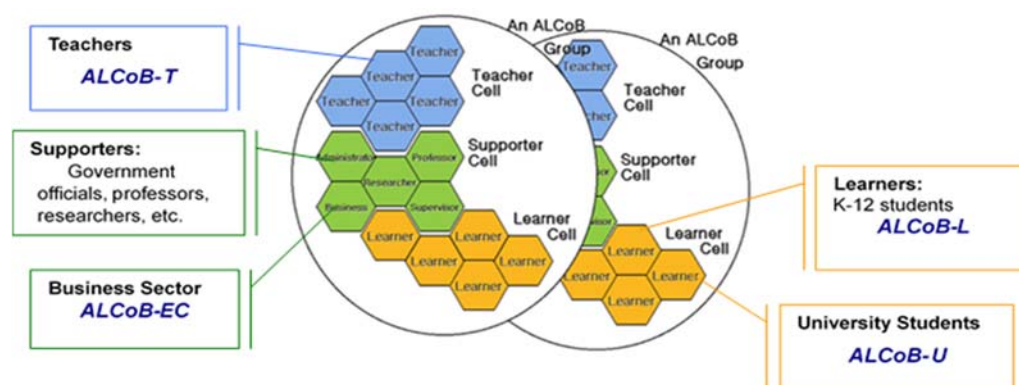 Teachers
ALCoB-T
Supporters:
Government
officials, professors,
researchers, etc.
Business Sector
ALCoB-EC
An ALCoB
Group
Teacher
Teacher
Teacher
Teacher
Teacher
Teacher
Teacher
Cell
Administrator
Professor
Researcher
Business
Supervisor
Supporter
Cell
Learner
Learner
Learner
Learner
Learner
Learner
Learner
Cell
An ALCoB
Group
Teacher
Teacher
Cell
Supporter
Cell
Learner
Learner
Learner
Learner
Learner
Cell
Learners:
K-12 students
ALCoB-L
University Students
ALCoB-U